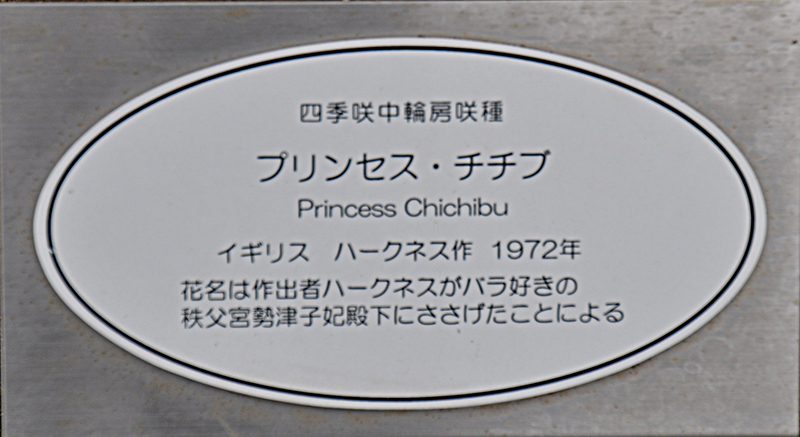 四季咲中輪房咲種
プリンセス・チチブ
Princess Chichibu
イギリス　ハークネス作　1972年
花名は作出者ハークネスがバラ好きの
秩父宮勢津子妃殿下にささげたことによる